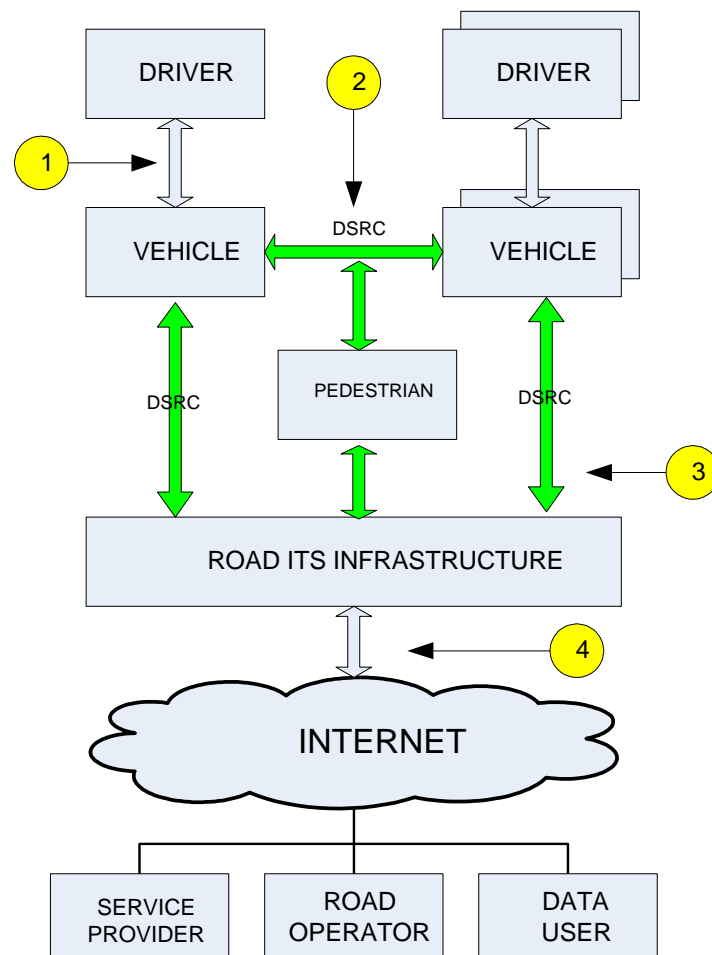 DRIVER
DRIVER
2
1
DSRC
VEHICLE
VEHICLE
PEDESTRIAN
DSRC
DSRC
3
ROAD ITS INFRASTRUCTURE
4
INTERNET
SERVICE
PROVIDER
ROAD
OPERATOR
DATA
USER